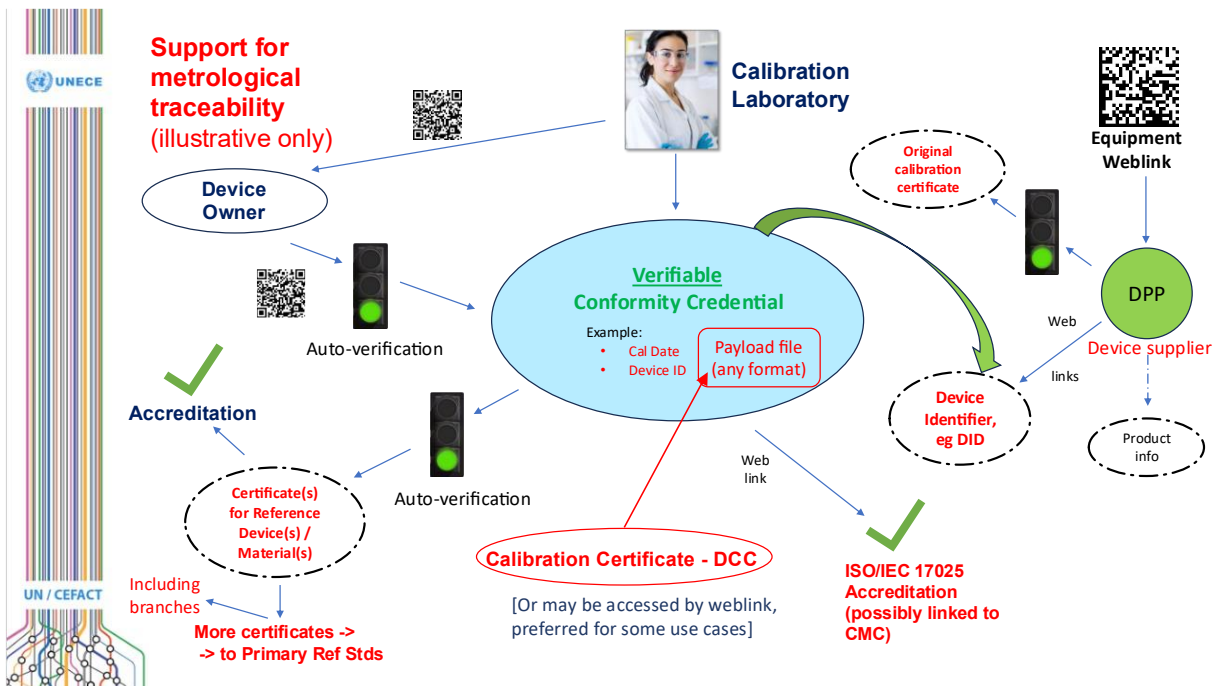 UNECE
Support for
metrological
traceability
(illustrative only)
Calibration
Laboratory
Equipment
Weblink
Original
calibration
certificate
Device
Owner
Verifiable
Conformity Credential
Example:
• Cal Date
• Device ID
Payload file
(any format)
DPP
Device supplier
Web
links
Auto-verification
Accreditation
Device
Identifier,
eg DID
Product
info
Web
link
Auto-verification
Certificate(s)
for Reference
Device(s) /
Material(s)
Calibration Certificate - DCC
[Or may be accessed by weblink,
preferred for some use cases]
ISO/IEC 17025
Accreditation
(possibly linked to
CMC)
Including
branches
More certificates ->
-> to Primary Ref Stds
UN / CEFACT